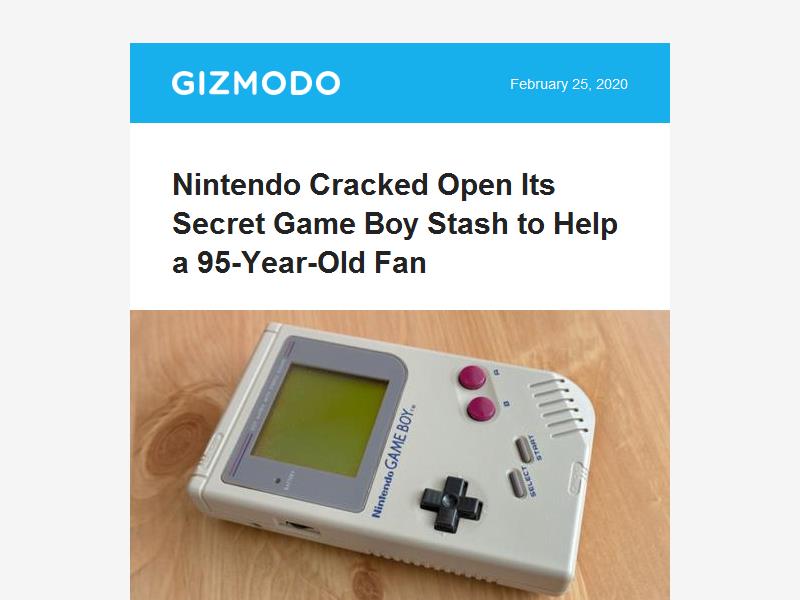 GIZMODO
February 25, 2020
Nintendo Cracked Open Its
Secret Game Boy Stash to Help
a 95-Year-Old Fan
A
B
Nintendo GAME BOY™
START
SELECT
BATTERY